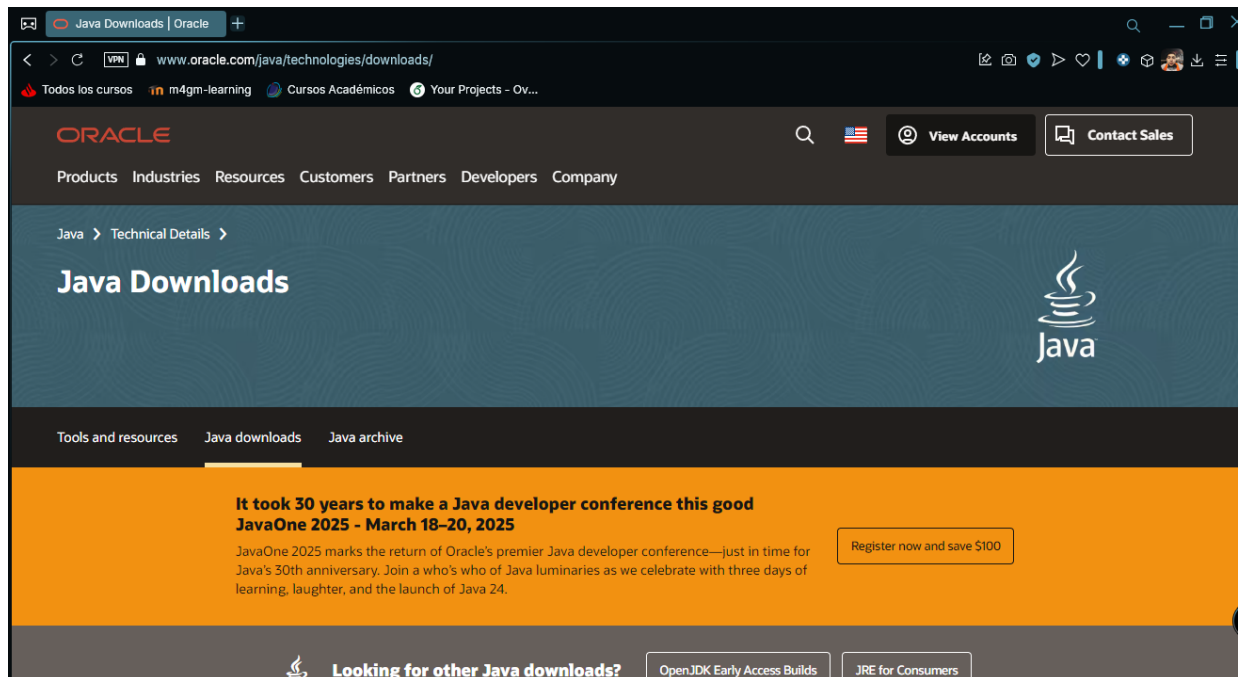 Java Downloads | Oracle
VPN www.oracle.com/java/technologies/downloads/
Todos los cursos m4gm-learning Cursos Académicos Your Projects - Ov...
ORACLE
View Accounts Contact Sales
Products Industries Resources Customers Partners Developers Company
Java Technical Details
Java Downloads
Java
Tools and resources Java downloads Java archive
It took 30 years to make a Java developer conference this good
JavaOne 2025 - March 18–20, 2025
JavaOne 2025 marks the return of Oracle's premier Java developer conference—just in time for
Java's 30th anniversary. Join a who's who of Java luminaries as we celebrate with three days of
learning, laughter, and the launch of Java 24.
Register now and save $100
Looking for other Java downloads? OpenJDK Early Access Builds JRE for Consumers